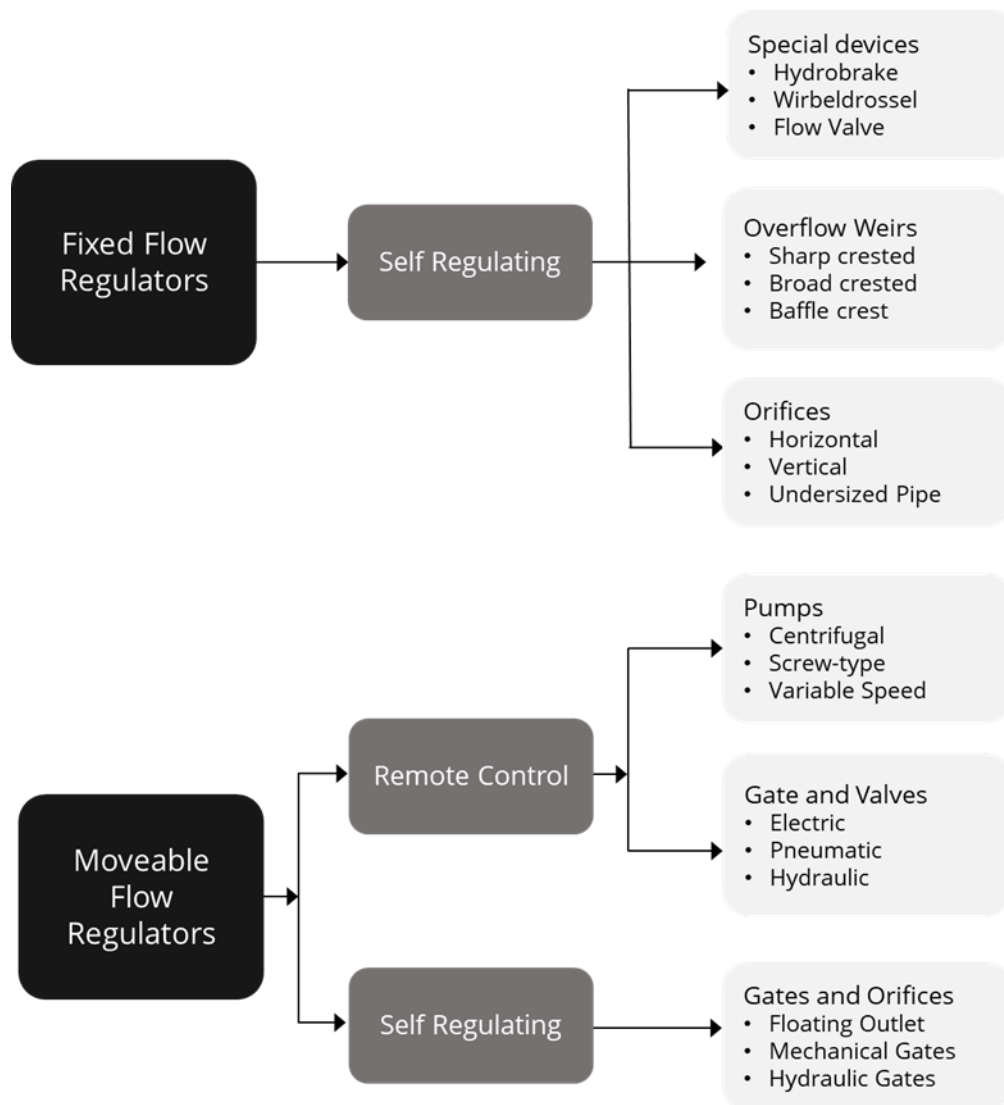 Fixed Flow
Regulators
Self Regulating
Special devices
• Hydrobrake
• Wirbeldrossel
• Flow Valve
Overflow Weirs
• Sharp crested
• Broad crested
• Baffle crest
Orifices
• Horizontal
• Vertical
• Undersized Pipe
Moveable
Flow
Regulators
Remote Control
Pumps
• Centrifugal
• Screw-type
• Variable Speed
Gate and Valves
• Electric
• Pneumatic
• Hydraulic
Self Regulating
Gates and Orifices
• Floating Outlet
• Mechanical Gates
• Hydraulic Gates